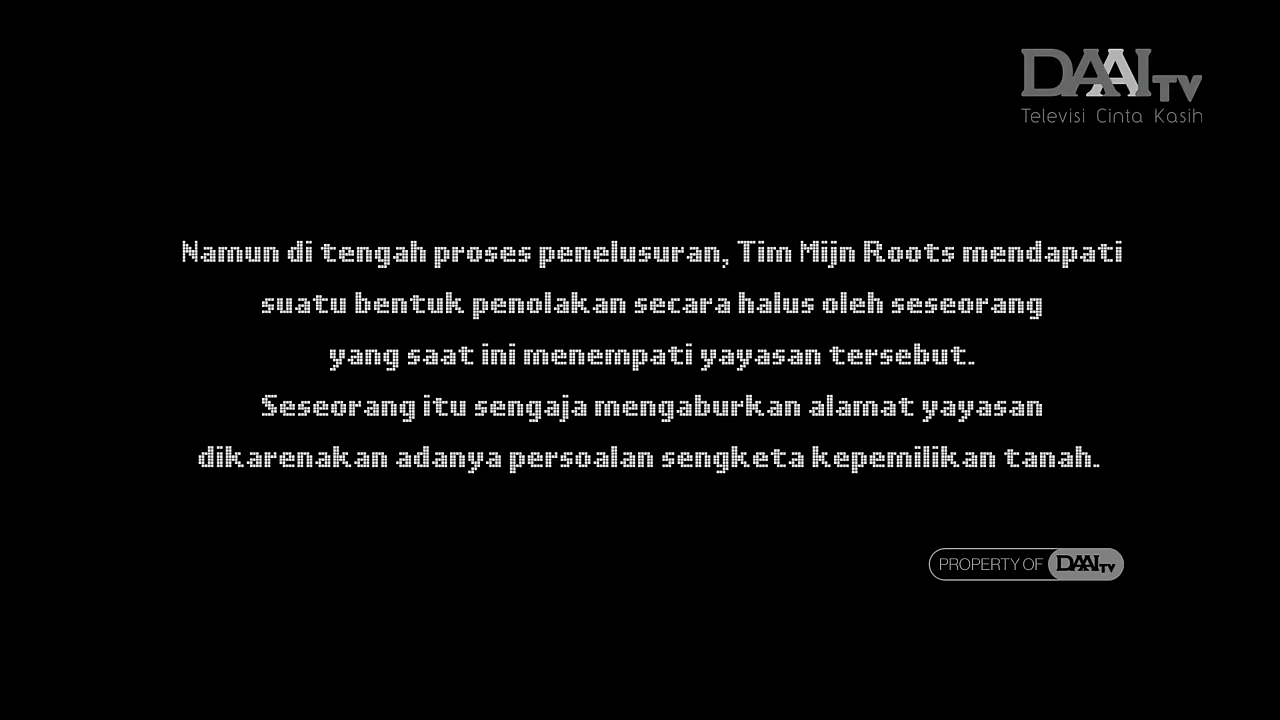 DAAI TV
Televisi Cinta Kasih
Namun di tengah proses penelusuran, Tim Mijn Roots mendapati
suatu bentuk penolakan secara halus oleh seseorang
yang saat ini menempati yayasan tersebut.
Seseorang itu sengaja mengaburkan alamat yayasan
dikarenakan adanya persoalan sengketa kepemilikan tanah.
PROPERTY OF DAAI TV